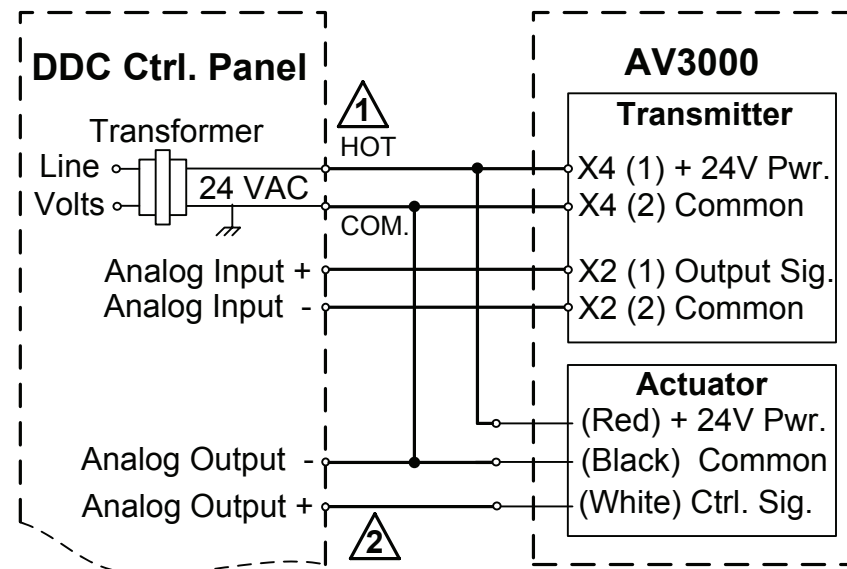 DDC Ctrl. Panel
Transformer
Line
Volts
24 VAC
1
HOT
COM.
Analog Input +
Analog Input -
Analog Output -
Analog Output +
2
AV3000
Transmitter
X4 (1) + 24V Pwr.
X4 (2) Common
X2 (1) Output Sig.
X2 (2) Common
Actuator
(Red) + 24V Pwr.
(Black) Common
(White) Ctrl. Sig.